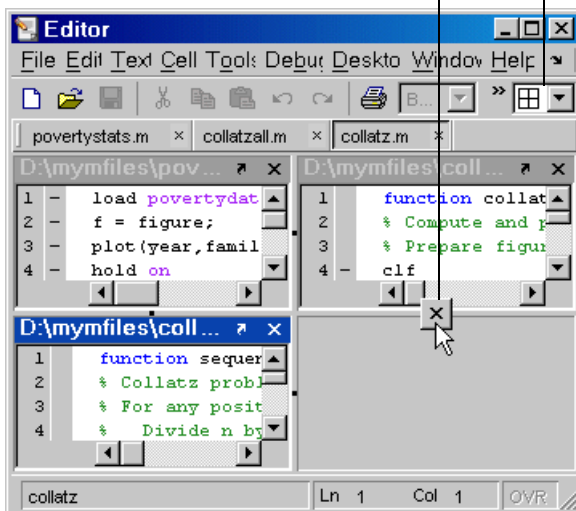 Editor
File Edit Text Cell Tools Debug Deskto Window Help
B... »
povertystats.m × collatzall.m × collatz.m ×
D:\mymfiles\pov...
1 – load povertydat
2 – f = figure;
3 – plot(year,famil
4 – hold on
D:\mymfiles\coll...
1 function collat
2 % Compute and p
3 % Prepare figur
4 – clf
D:\mymfiles\coll...
1 function sequer
2 % Collatz probl
3 % For any posit
4 % Divide n by
collatz Ln 1 Col 1 OVR